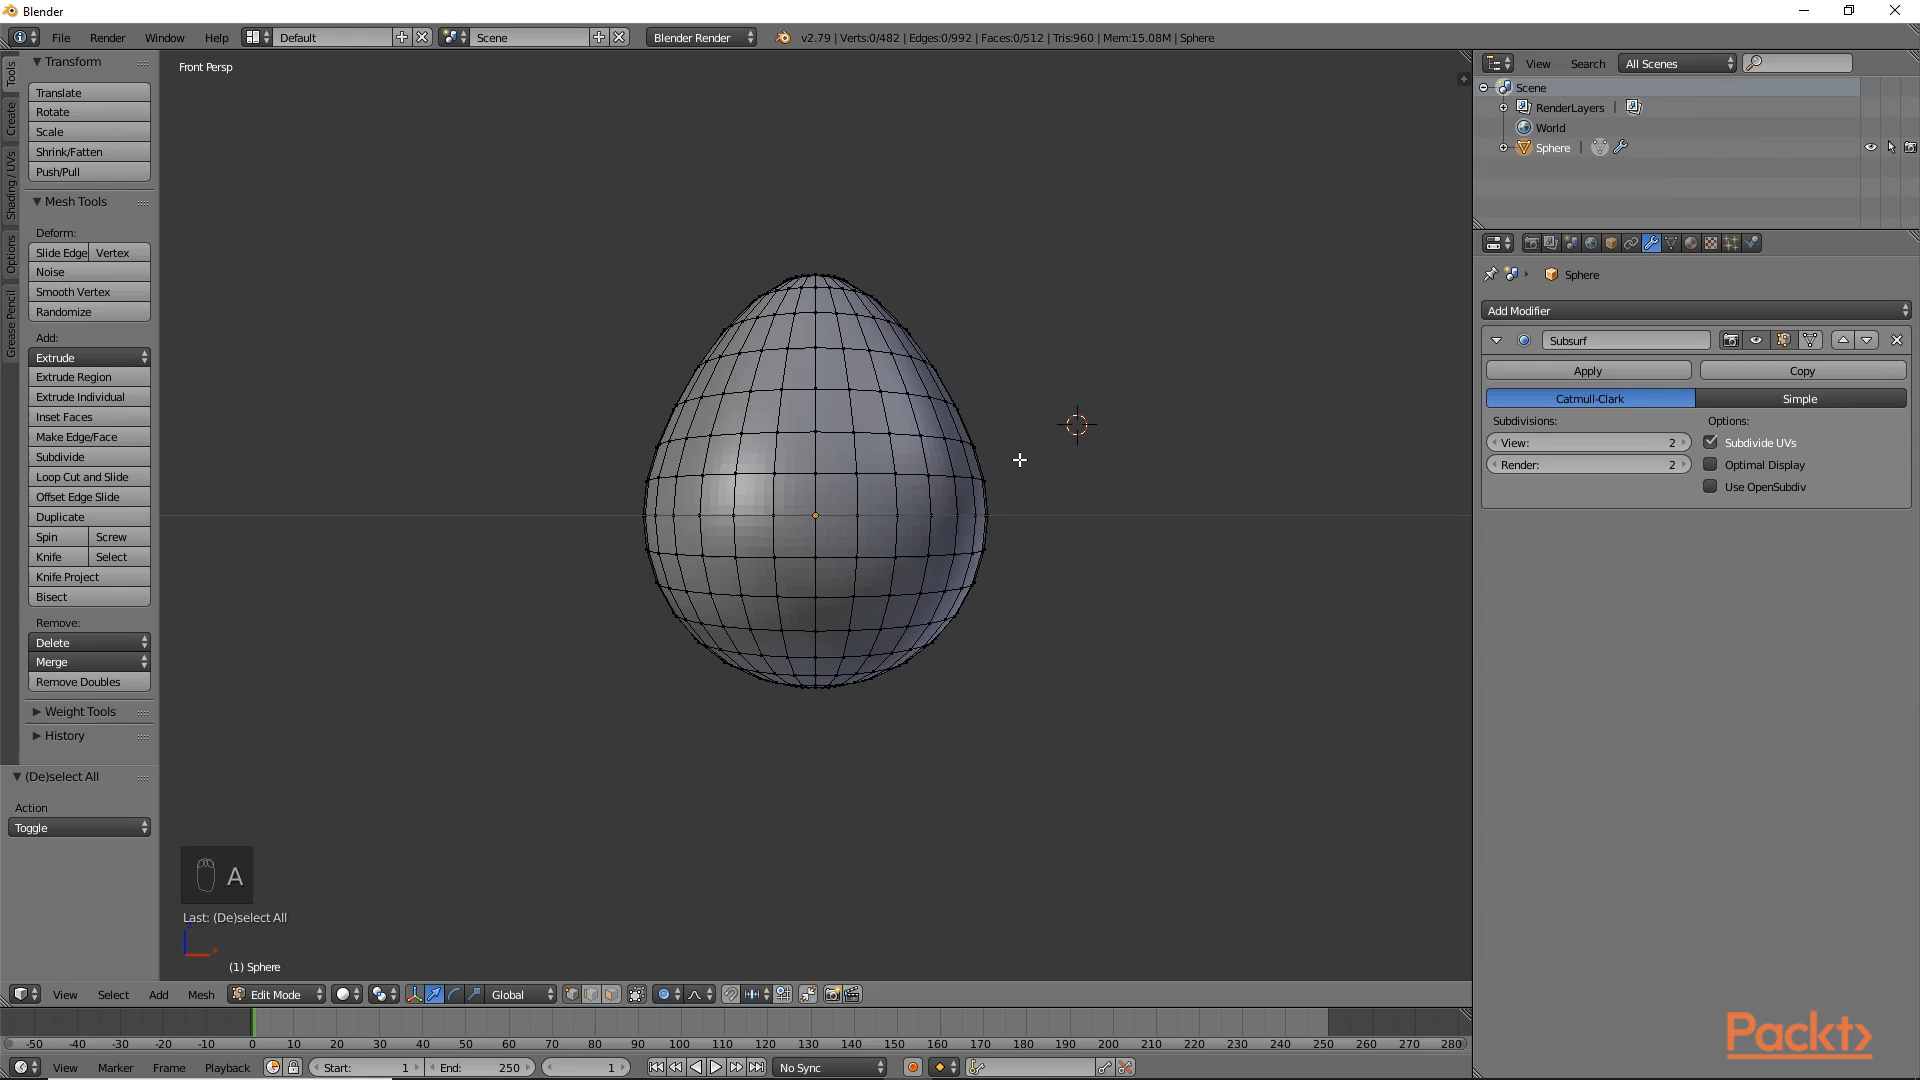 Blender
File Render Window Help Default Scene Blender Render v2.79 | Verts:0/482 | Edges:0/992 | Faces:0/512 | Tris:960 | Mem:15.08M | Sphere
Tools
Create
Shading / UVs
Options
Grease Pencil
Transform
Translate
Rotate
Scale
Shrink/Fatten
Push/Pull
Mesh Tools
Deform:
Slide Edge Vertex
Noise
Smooth Vertex
Randomize
Add:
Extrude
Extrude Region
Extrude Individual
Inset Faces
Make Edge/Face
Subdivide
Loop Cut and Slide
Offset Edge Slide
Duplicate
Spin Screw
Knife Select
Knife Project
Bisect
Remove:
Delete
Merge
Remove Doubles
Weight Tools
History
(De)select All
Action
Toggle
Front Persp
A
Last: (De)select All
(1) Sphere
View Select Add Mesh Edit Mode Global
-50 -40 -30 -20 -10 0 10 20 30 40 50 60 70 80 90 100 110 120 130 140 150 160 170 180 190 200 210 220 230 240 250 260 270 280
View Marker Frame Playback Start: 1 End: 250 1 No Sync
View Search All Scenes
Scene
RenderLayers |
World
Sphere |
Sphere
Add Modifier
Subsurf
Apply Copy
Catmull-Clark Simple
Subdivisions: Options:
View: 2 Subdivide UVs
Render: 2 Optimal Display
Use OpenSubdiv
Packt>